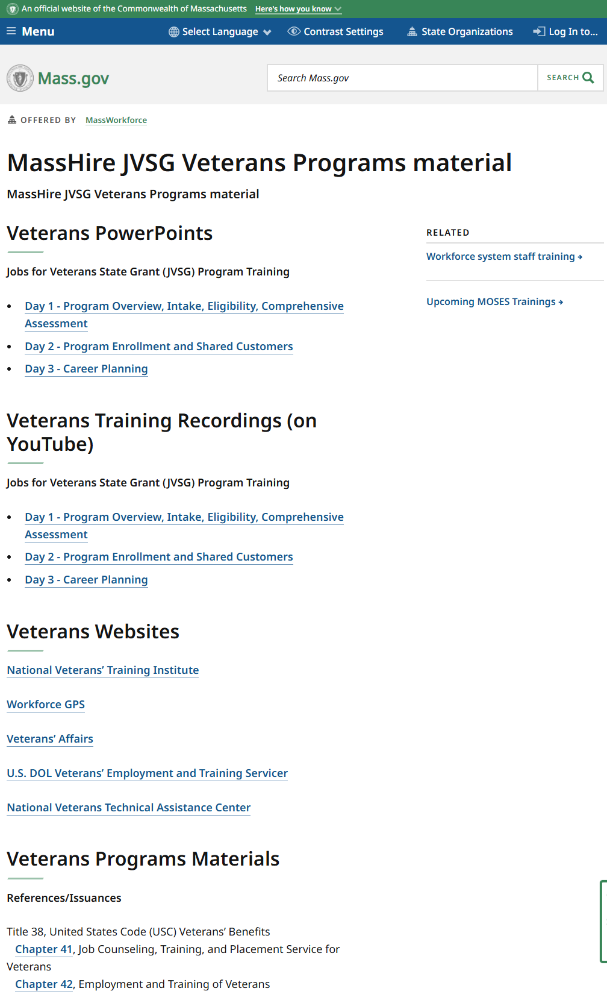 An official website of the Commonwealth of Massachusetts Here's how you know
Menu Select Language Contrast Settings State Organizations Log In to...
Mass.gov Search Mass.gov SEARCH
OFFERED BY MassWorkforce
MassHire JVSG Veterans Programs material
MassHire JVSG Veterans Programs material
Veterans PowerPoints
Jobs for Veterans State Grant (JVSG) Program Training
• Day 1 - Program Overview, Intake, Eligibility, Comprehensive
Assessment
• Day 2 - Program Enrollment and Shared Customers
• Day 3 - Career Planning
RELATED
Workforce system staff training
Upcoming MOSES Trainings
Veterans Training Recordings (on
YouTube)
Jobs for Veterans State Grant (JVSG) Program Training
• Day 1 - Program Overview, Intake, Eligibility, Comprehensive
Assessment
• Day 2 - Program Enrollment and Shared Customers
• Day 3 - Career Planning
Veterans Websites
National Veterans’ Training Institute
Workforce GPS
Veterans’ Affairs
U.S. DOL Veterans’ Employment and Training Servicer
National Veterans Technical Assistance Center
Veterans Programs Materials
References/Issuances
Title 38, United States Code (USC) Veterans’ Benefits
Chapter 41, Job Counseling, Training, and Placement Service for
Veterans
Chapter 42, Employment and Training of Veterans